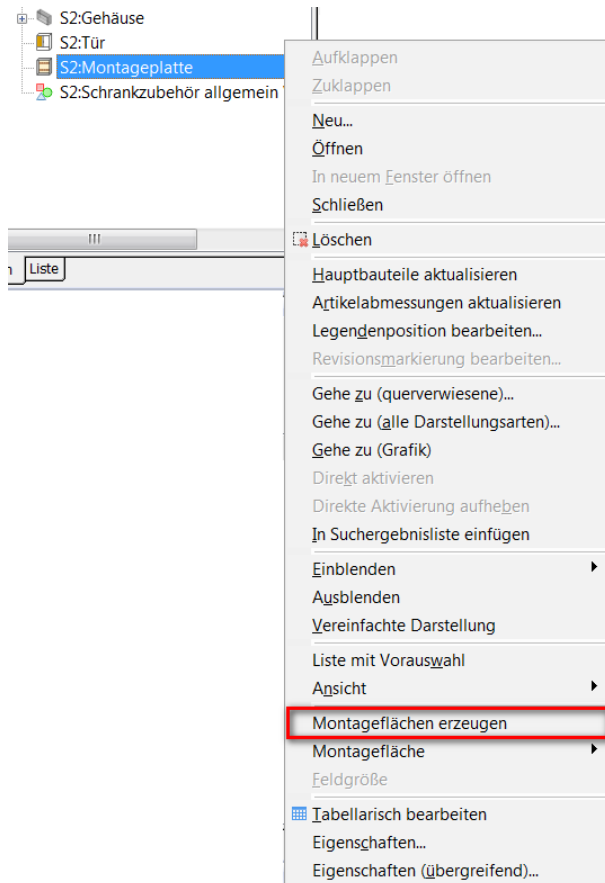 S2:Gehäuse
S2:Tür
S2:Montageplatte
S2:Schrankzubehör allgemein
Liste
Aufklappen
Zuklappen
Neu...
Öffnen
In neuem Fenster öffnen
Schließen
Löschen
Hauptbauteile aktualisieren
Artikelabmessungen aktualisieren
Legendenposition bearbeiten...
Revisionsmarkierung bearbeiten...
Gehe zu (querverwiesene)...
Gehe zu (alle Darstellungsarten)...
Gehe zu (Grafik)
Direkt aktivieren
Direkte Aktivierung aufheben
In Suchergebnisliste einfügen
Einblenden
Ausblenden
Vereinfachte Darstellung
Liste mit Vorauswahl
Ansicht
Montageflächen erzeugen
Montagefläche
Feldgröße
Tabellarisch bearbeiten
Eigenschaften...
Eigenschaften (übergreifend)...